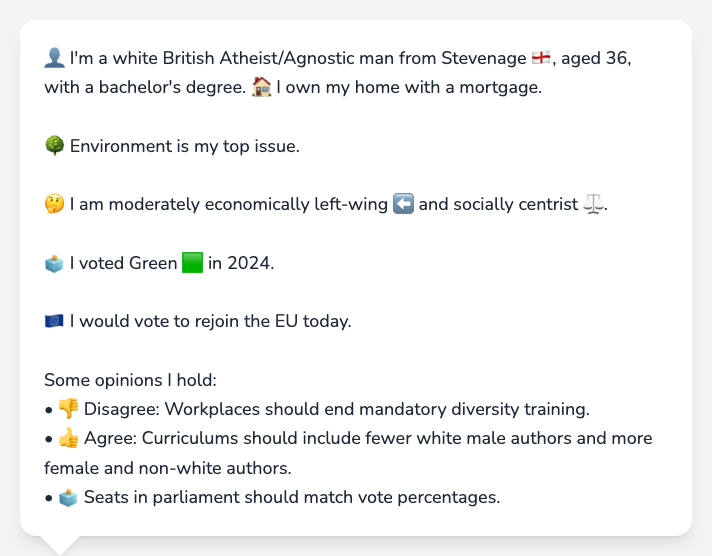 👤 I'm a white British Atheist/Agnostic man from Stevenage 🏴󠁧󠁢󠁥󠁮󠁧󠁿, aged 36,
with a bachelor's degree. 🏠 I own my home with a mortgage.
🌳 Environment is my top issue.
🤔 I am moderately economically left-wing ⬅️ and socially centrist ⚖️.
🗳️ I voted Green 🟩 in 2024.
🇪🇺 I would vote to rejoin the EU today.
Some opinions I hold:
• 👎 Disagree: Workplaces should end mandatory diversity training.
• 👍 Agree: Curriculums should include fewer white male authors and more
female and non-white authors.
• 🗳️ Seats in parliament should match vote percentages.